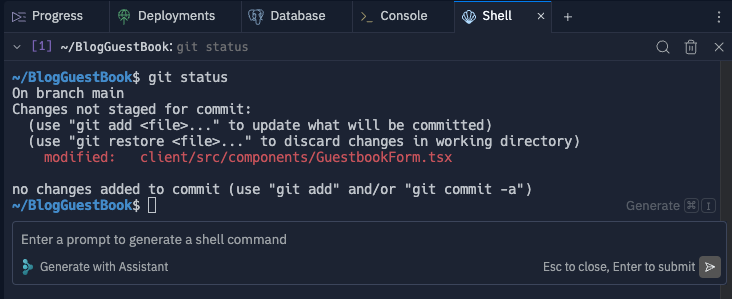 Progress Deployments Database Console Shell × +
[1] ~/BlogGuestBook: git status
~/BlogGuestBook$ git status
On branch main
Changes not staged for commit:
  (use "git add <file>..." to update what will be committed)
  (use "git restore <file>..." to discard changes in working directory)
    modified:   client/src/components/GuestbookForm.tsx
no changes added to commit (use "git add" and/or "git commit -a")
~/BlogGuestBook$
Generate ⌘ I
Enter a prompt to generate a shell command
Generate with Assistant Esc to close, Enter to submit